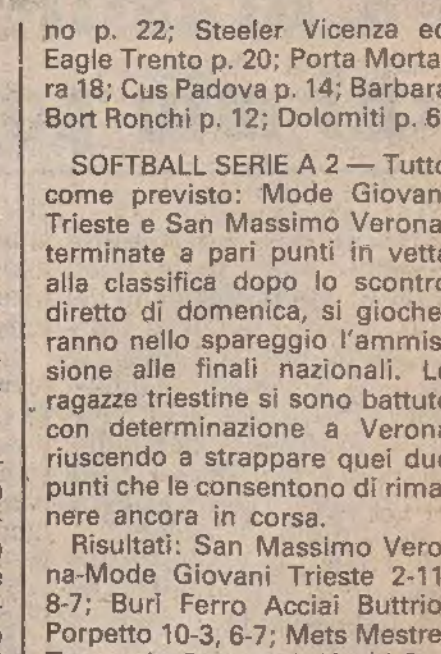 no p. 22; Steeler Vicenza ed
Eagle Trento p. 20; Porta Morta
ra 18; Cus Padova p. 14; Barbara
Bort Ronchi p. 12; Dolomiti p. 6
SOFTBALL SERIE A 2 — Tutto
come previsto: Mode Giovan
Trieste e San Massimo Verona
terminate a pari punti in vetta
alla classifica dopo lo scontro
diretto di domenica, si gioche
ranno nello spareggio l'ammis
sione alle finali nazionali. Le
ragazze triestine si sono battute
con determinazione a Verona
riuscendo a strappare quei due
punti che le consentono di rima
nere ancora in corsa.
Risultati: San Massimo Vero
na-Mode Giovani Trieste 2-11
8-7; Buri Ferro Acciai Buttrio
Porpetto 10-3, 6-7; Mets Mestre